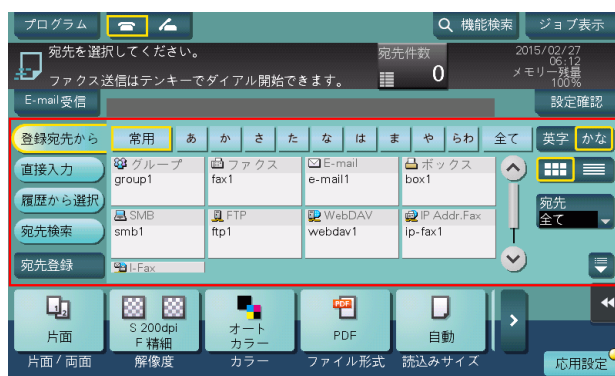 プログラム
機能検索
ジョブ表示
宛先を選択してください。
ファクス送信はテンキーでダイアル開始できます。
宛先件数
0
2015/02/27
06:12
メモリー残量
100%
E-mail受信
設定確認
登録宛先から
常用
あ
か
さ
た
な
は
ま
や
らわ
全て
英字
かな
直接入力
履歴から選択
宛先検索
宛先登録
グループ
group1
ファクス
fax1
E-mail
e-mail1
ボックス
box1
SMB
smb1
FTP
ftp1
WebDAV
webdav1
IP Addr.Fax
ip-fax1
I-Fax
宛先
全て
片面
S 200dpi
F 精細
オート
カラー
PDF
自動
片面/両面
解像度
カラー
ファイル形式
読込みサイズ
応用設定